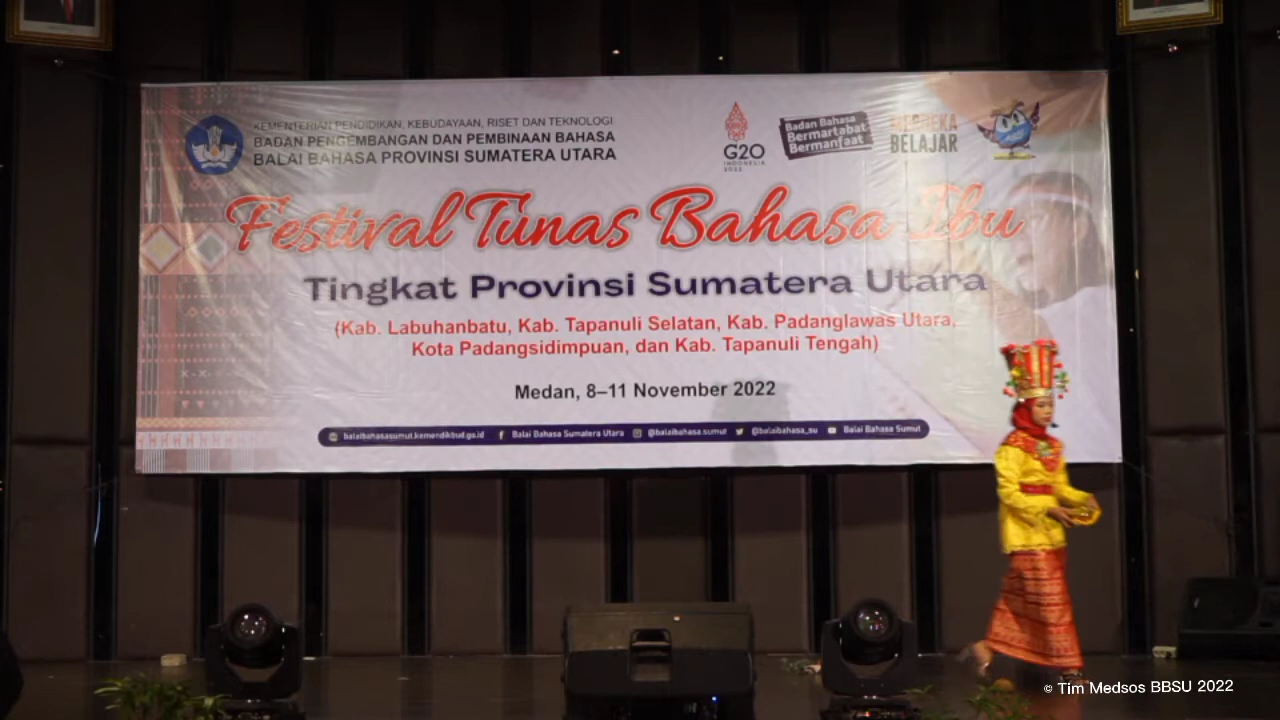 KEMENTERIAN PENDIDIKAN, KEBUDAYAAN, RISET DAN TEKNOLOGI
BADAN PENGEMBANGAN DAN PEMBINAAN BAHASA
BALAI BAHASA PROVINSI SUMATERA UTARA
G20
INDONESIA
2022
Badan Bahasa
Bermartabat
Bermanfaat
MERDEKA
BELAJAR
Festival Tunas Bahasa Ibu
Tingkat Provinsi Sumatera Utara
(Kab. Labuhanbatu, Kab. Tapanuli Selatan, Kab. Padanglawas Utara,
Kota Padangsidimpuan, dan Kab. Tapanuli Tengah)
Medan, 8–11 November 2022
balaibahasasumut.kemendikbud.go.id Balai Bahasa Sumatera Utara @balaibahasa.sumut @balaibahasa_su Balai Bahasa Sumut
© Tim Medsos BBSU 2022